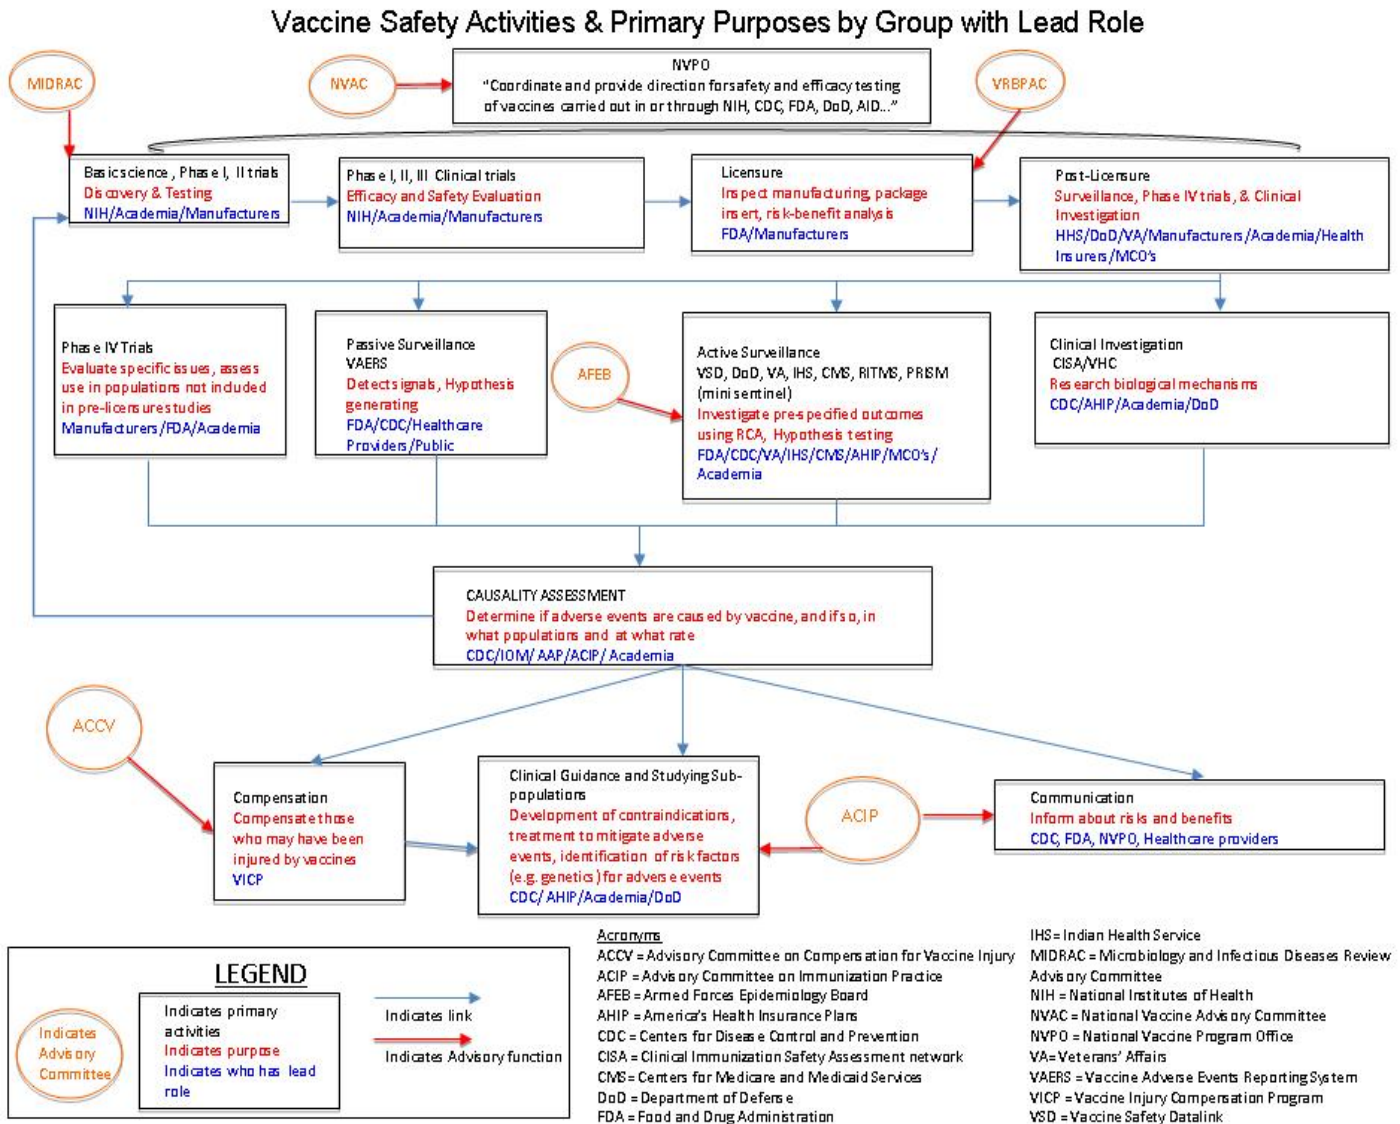 Vaccine Safety Activities & Primary Purposes by Group with Lead Role
MIDRAC
NVAC
NVPO
“Coordinate and provide direction for safety and efficacy testing
of vaccines carried out in or through NIH, CDC, FDA, DoD, AID...”
VRBPAC
Basic science, Phase I, II trials
Discovery & Testing
NIH/Academia/Manufacturers
Phase I, II, III Clinical trials
Efficacy and Safety Evaluation
NIH/Academia/Manufacturers
Licensure
Inspect manufacturing, package
insert, risk-benefit analysis
FDA/Manufacturers
Post-Licensure
Surveillance, Phase IV trials, & Clinical
Investigation
HHS/DoD/VA/Manufacturers/Academia/Health
Insurers/MCO's
Phase IV Trials
Evaluate specific issues, assess
use in populations not included
in pre-licensure studies
Manufacturers/FDA/Academia
Passive Surveillance
VAERS
Detect signals, Hypothesis
generating
FDA/CDC/Healthcare
Providers/Public
AFEB
Active Surveillance
VSD, DoD, VA, IHS, CMS, RITMS, PRISM
(mini sentinel)
Investigate pre-specified outcomes
using RCA, Hypothesis testing
FDA/CDC/VA/IHS/CMS/AHIP/MCO's/
Academia
Clinical Investigation
CISA/VHC
Research biological mechanisms
CDC/AHIP/Academia/DoD
CAUSALITY ASSESSMENT
Determine if adverse events are caused by vaccine, and if so, in
what populations and at what rate
CDC/IOM/ AAP/ACIP/ Academia
ACCV
Compensation
Compensate those
who may have been
injured by vaccines
VICP
Clinical Guidance and Studying Sub-
populations
Development of contraindications,
treatment to mitigate adverse
events, identification of risk factors
(e.g. genetics) for adverse events
CDC/ AHIP/Academia/DoD
ACIP
Communication
Inform about risks and benefits
CDC, FDA, NVPO, Healthcare providers
LEGEND
Indicates
Advisory
Committee
Indicates primary
activities
Indicates purpose
Indicates who has lead
role
Indicates link
Indicates Advisory function
Acronyms
ACCV = Advisory Committee on Compensation for Vaccine Injury
ACIP = Advisory Committee on Immunization Practice
AFEB = Armed Forces Epidemiology Board
AHIP = America's Health Insurance Plans
CDC = Centers for Disease Control and Prevention
CISA = Clinical Immunization Safety Assessment network
CMS = Centers for Medicare and Medicaid Services
DoD = Department of Defense
FDA = Food and Drug Administration
IHS = Indian Health Service
MIDRAC = Microbiology and Infectious Diseases Review
Advisory Committee
NIH = National Institutes of Health
NVAC = National Vaccine Advisory Committee
NVPO = National Vaccine Program Office
VA= Veterans' Affairs
VAERS = Vaccine Adverse Events Reporting System
VICP = Vaccine Injury Compensation Program
VSD = Vaccine Safety Datalink